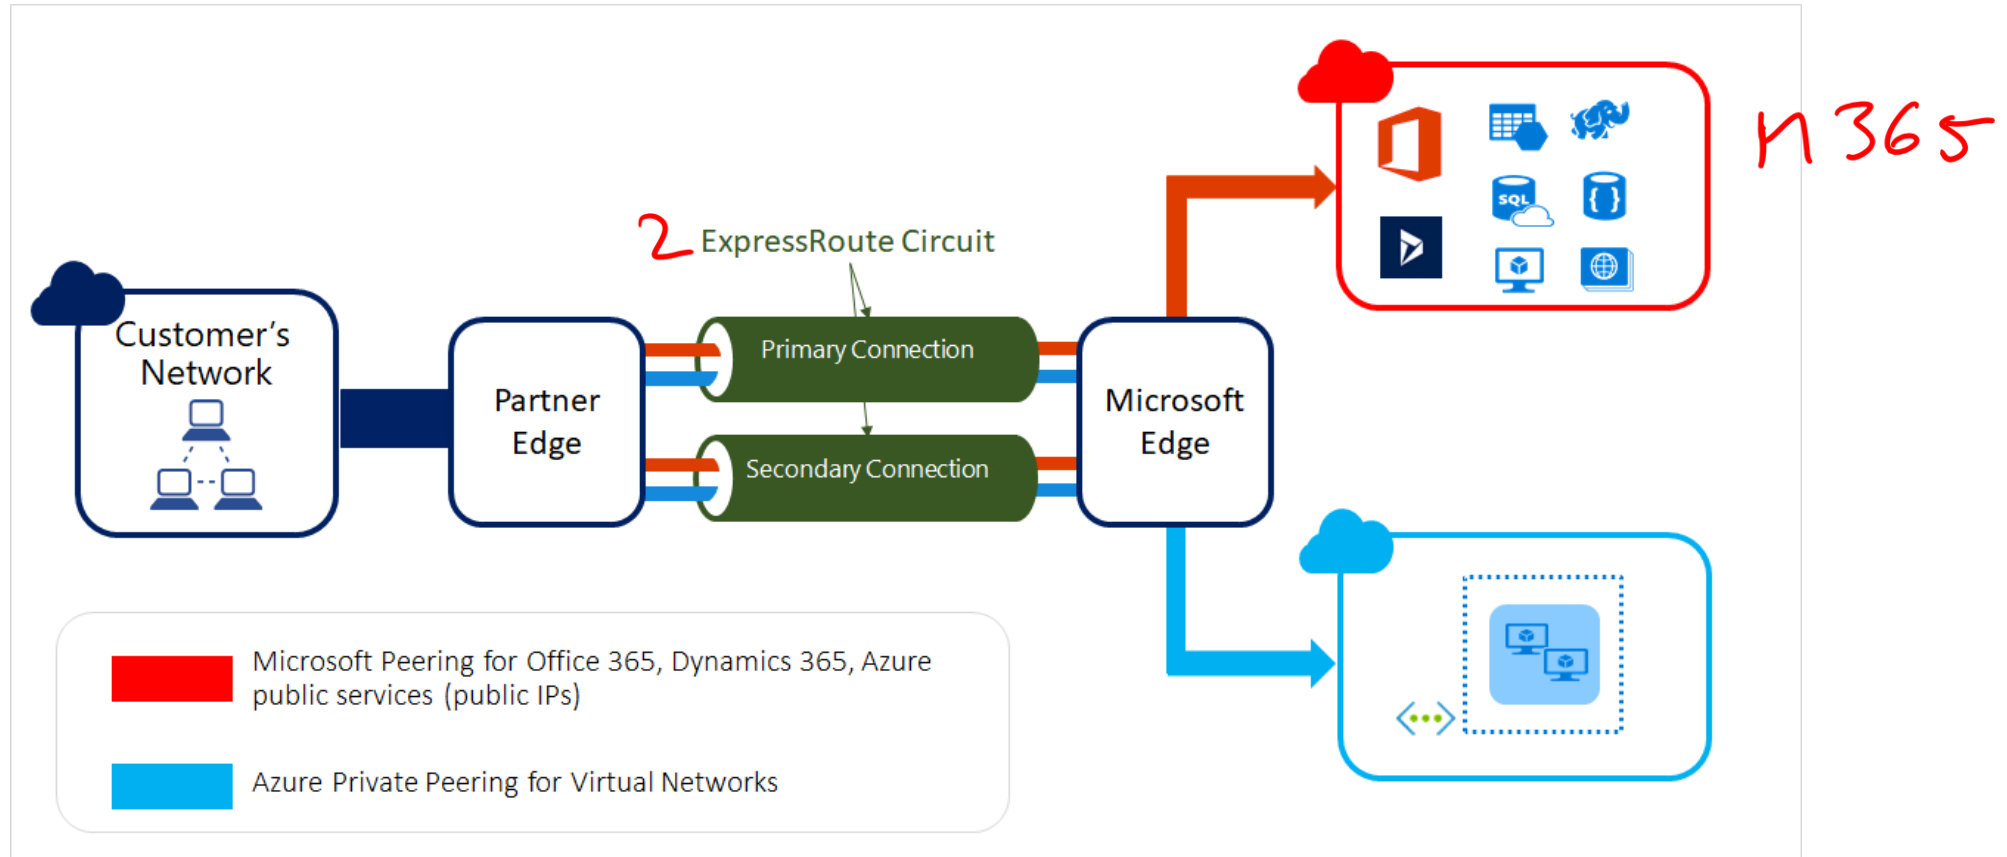 M365
2 ExpressRoute Circuit
Customer's
Network
Partner
Edge
Primary Connection
Secondary Connection
Microsoft
Edge
SQL
Microsoft Peering for Office 365, Dynamics 365, Azure
public services (public IPs)
Azure Private Peering for Virtual Networks